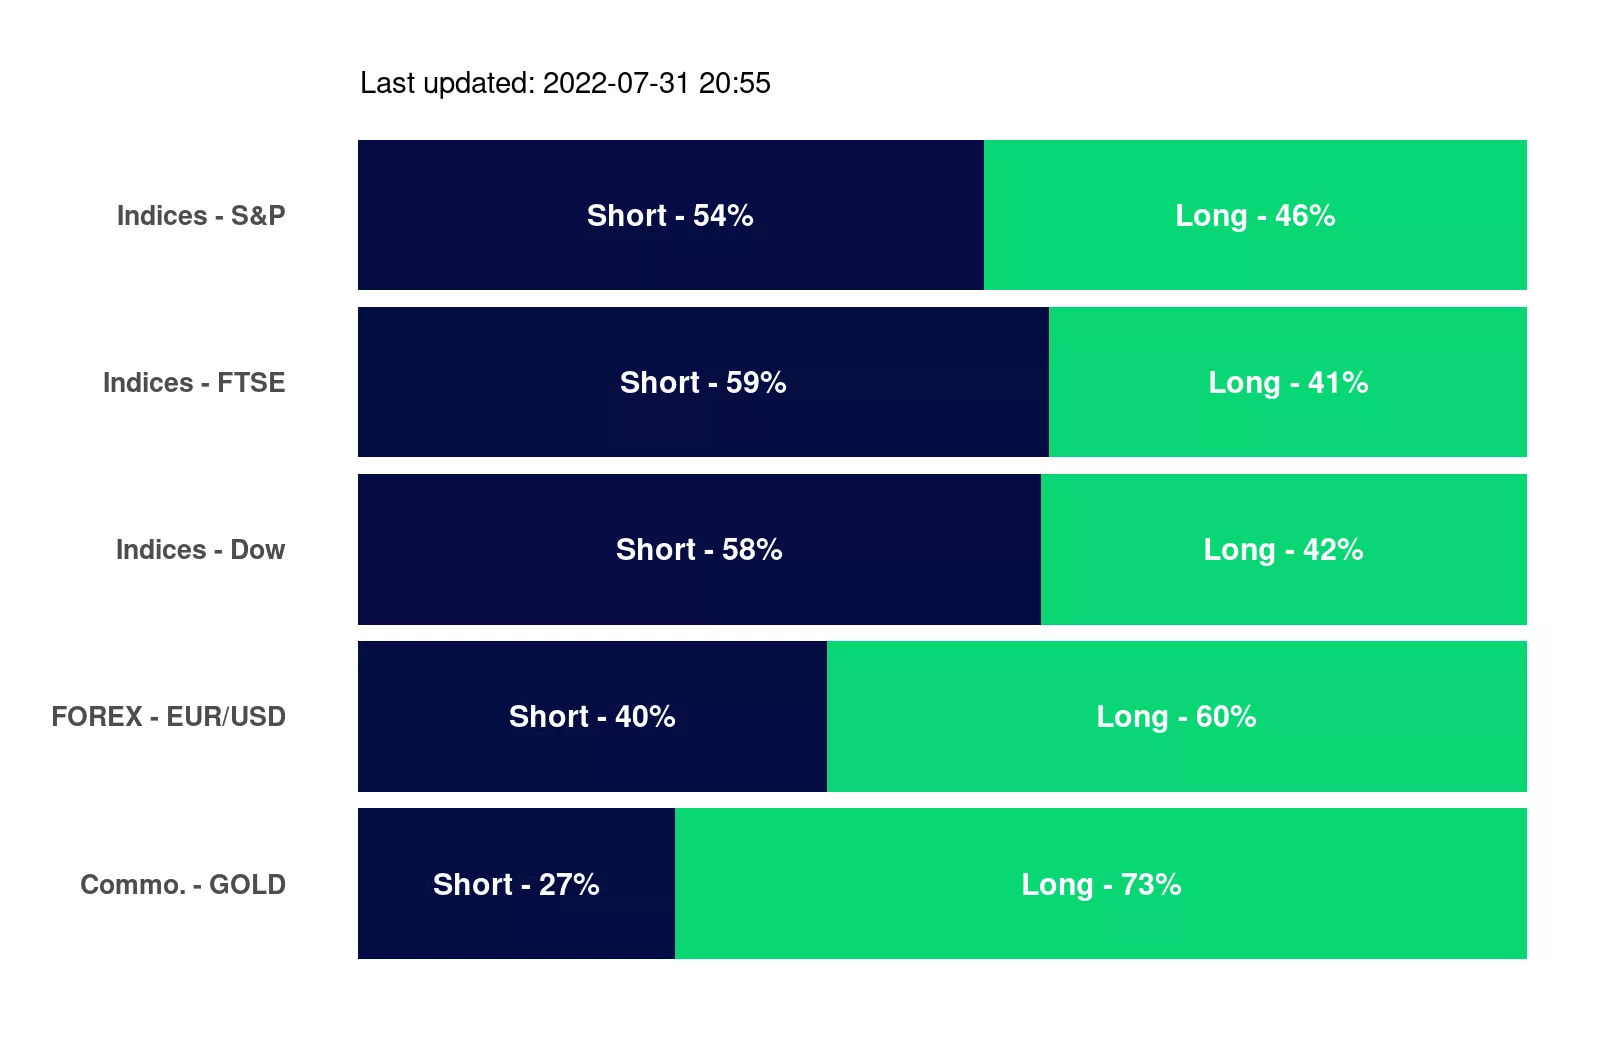 Last updated: 2022-07-31 20:55
Indices - S&P Short - 54% Long - 46%
Indices - FTSE Short - 59% Long - 41%
Indices - Dow Short - 58% Long - 42%
FOREX - EUR/USD Short - 40% Long - 60%
Commo. - GOLD Short - 27% Long - 73%